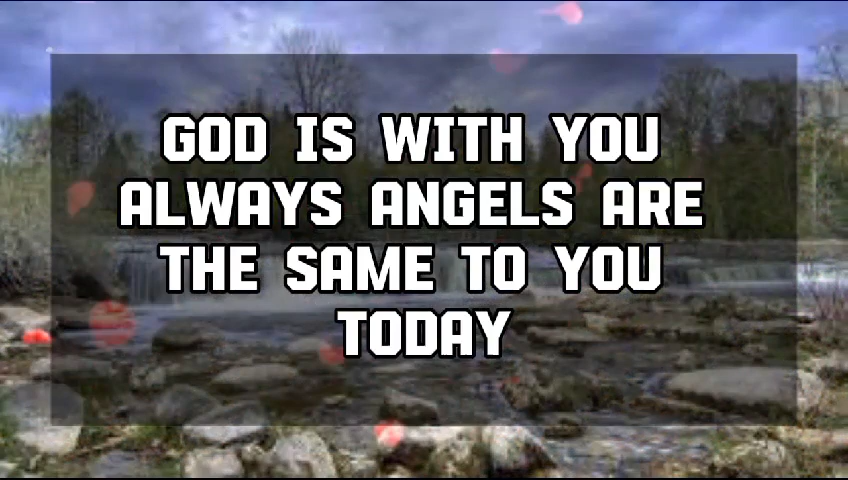 GOD IS WITH YOU
ALWAYS ANGELS ARE
THE SAME TO YOU
TODAY